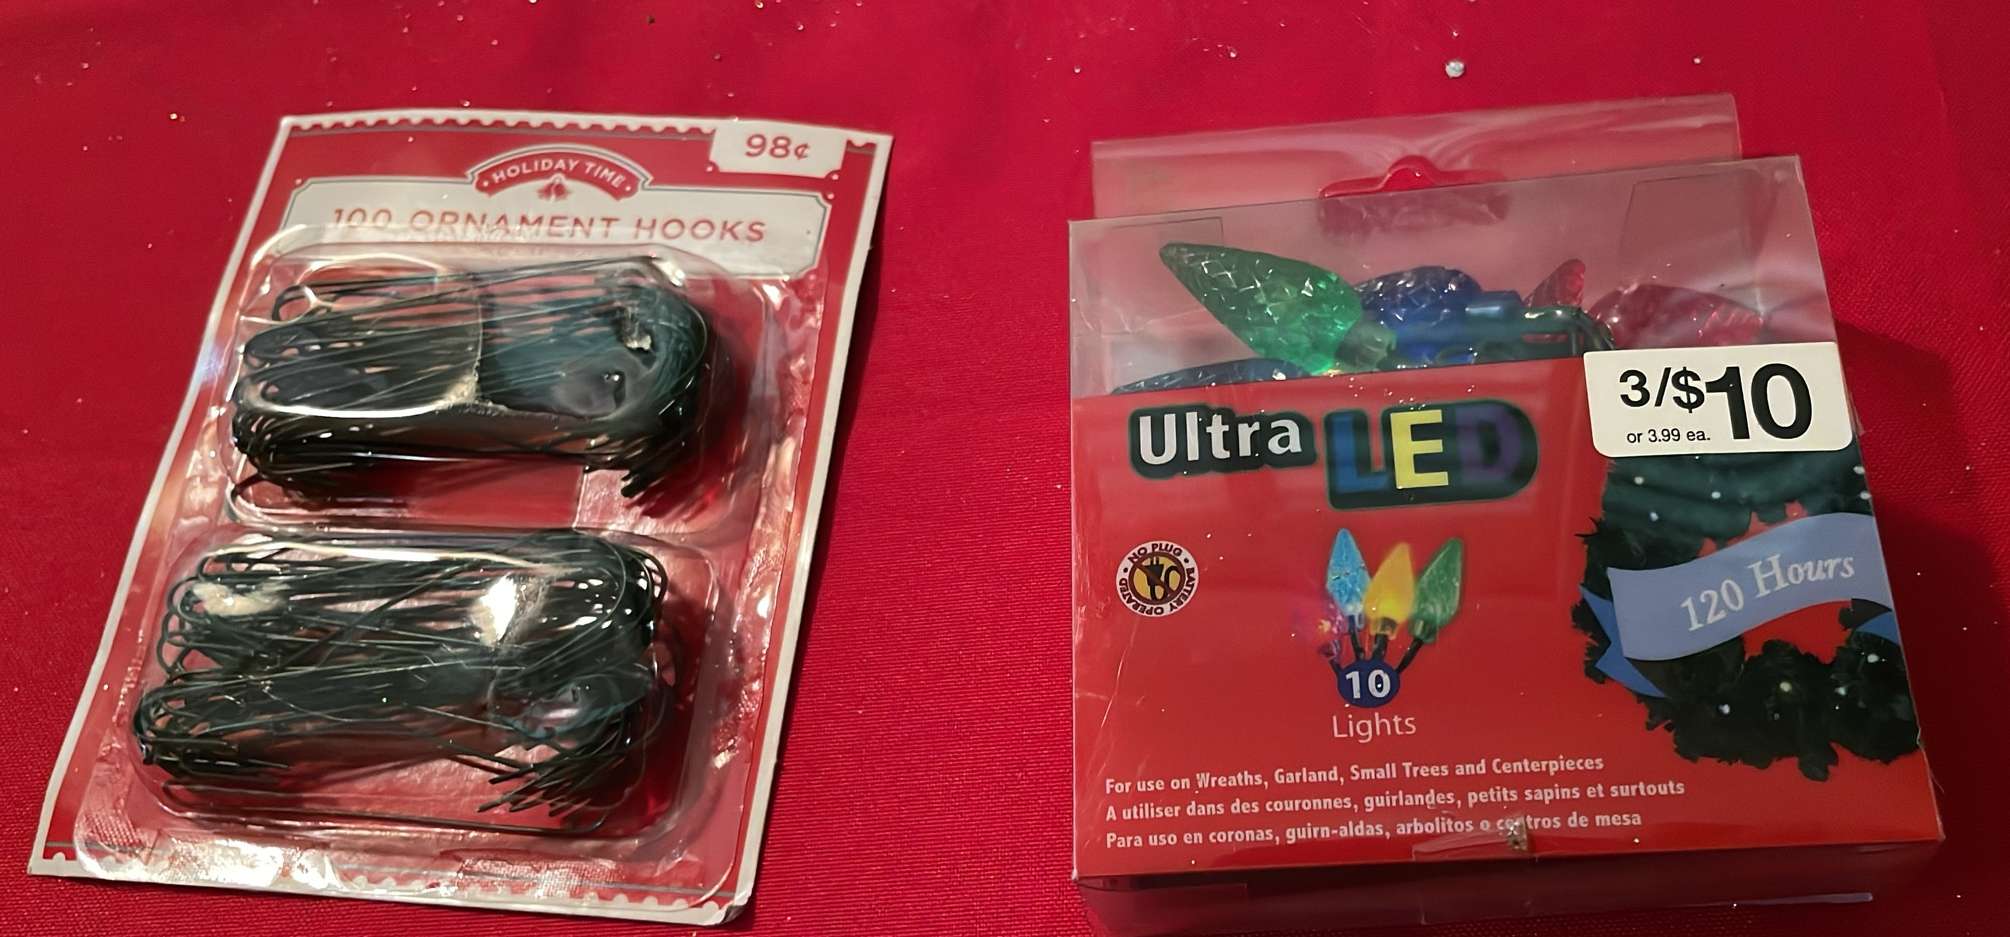 98¢
HOLIDAY TIME
100 ORNAMENT HOOKS
3/$10
or 3.99 ea.
Ultra LED
NO PLUG
BATTERY OPERATED
120 Hours
10
Lights
For use on Wreaths, Garland, Small Trees and Centerpieces
A utiliser dans des couronnes, guirlandes, petits sapins et surtouts
Para uso en coronas, guirn-aldas, arbolitos o centros de mesa